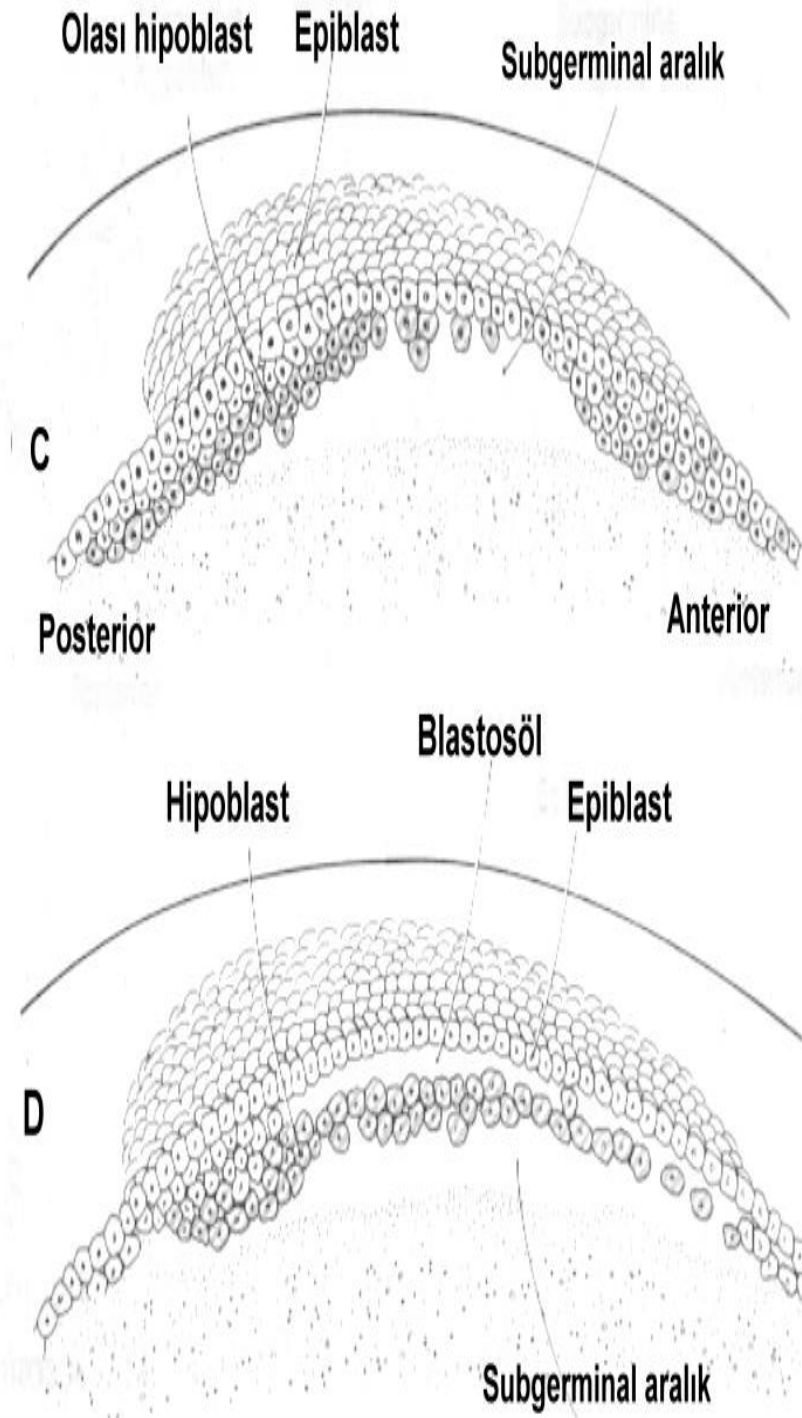 Olası hipoblast
Epiblast
Subgerminal aralık
C
Posterior
Anterior
Blastosöl
Hipoblast
Epiblast
D
Subgerminal aralık